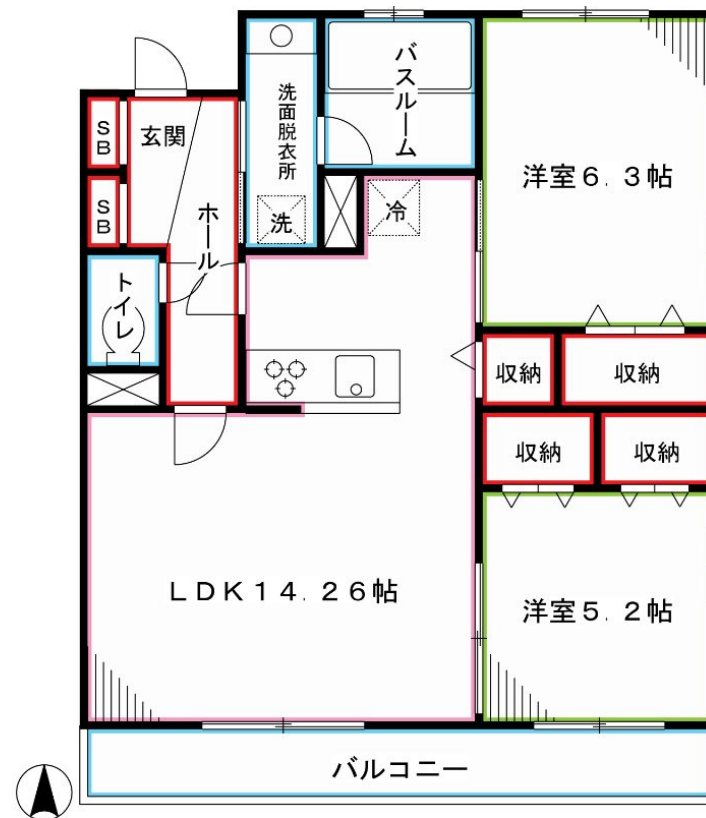 バスルーム
洗面脱衣所
SB
玄関
洋室6.3帖
SB
ホール
洗
冷
トイレ
収納
収納
収納
収納
LDK14.26帖
洋室5.2帖
バルコニー